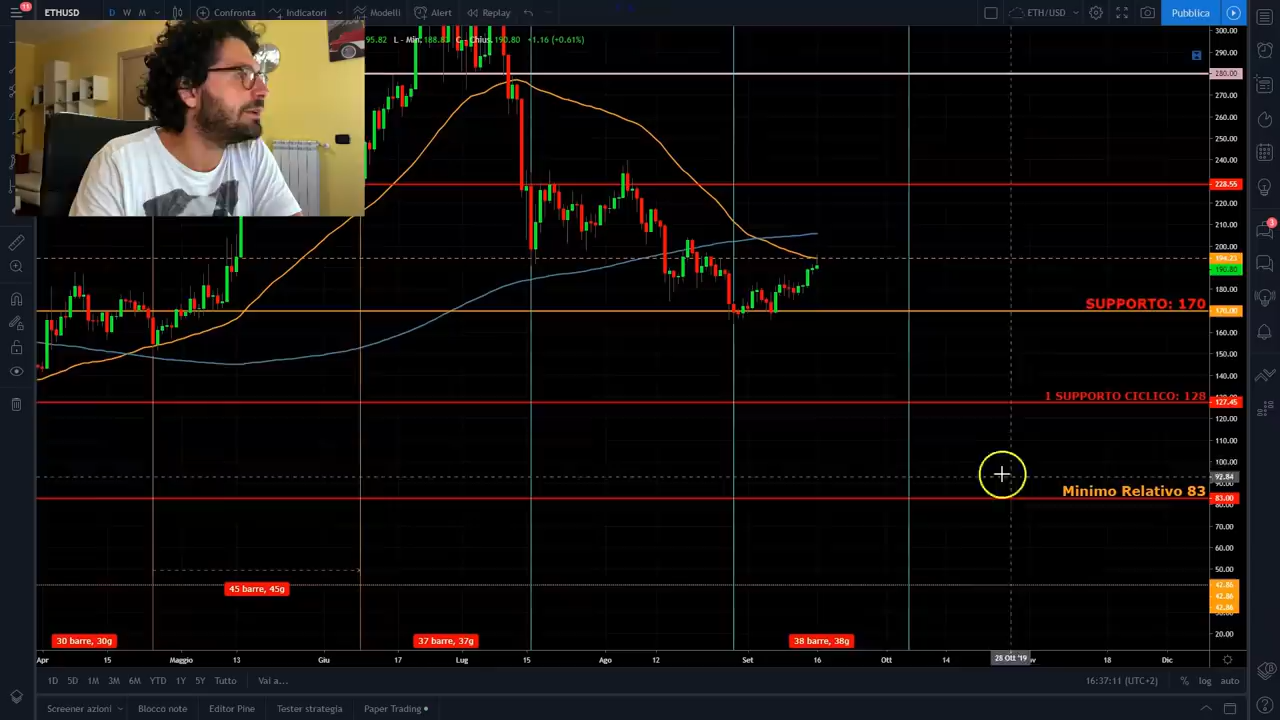 11
ETHUSD
D W M
Confronta
Indicatori
Modelli
Alert
Replay
ETH/USD
Pubblica
95.82 L - Min. 188.83 C - Chius. 190.80 +1.16 (+0.61%)
300.00
290.00
280.00
270.00
260.00
250.00
240.00
228.55
220.00
210.00
200.00
194.23
190.80
180.00
SUPPORTO: 170
170.00
160.00
150.00
140.00
1 SUPPORTO CICLICO: 128
127.45
120.00
110.00
100.00
92.84
90.00
Minimo Relativo 83
83.00
80.00
70.00
60.00
50.00
42.86
42.86
42.86
20.00
3
45 barre, 45g
30 barre, 30g
37 barre, 37g
38 barre, 38g
Apr 15 Maggio 13 Giu 17 Lug 15 Ago 12 Set 16 Ott 14 28 Ott '19 18 Dic
1D 5D 1M 3M 6M YTD 1Y 5Y Tutto Vai a...
16:37:11 (UTC+2) % log auto
Screener azioni Blocco note Editor Pine Tester strategia Paper Trading